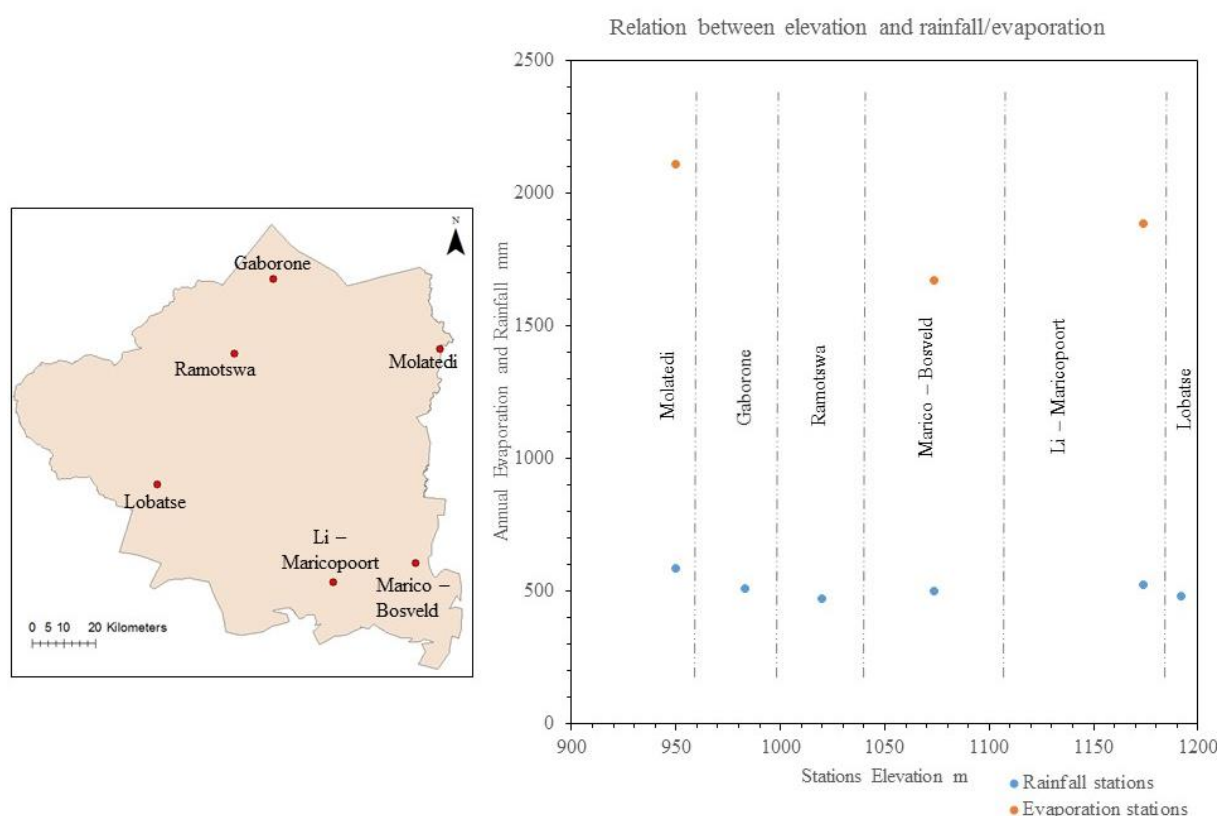 N
Gaborone
Ramotswa
Molatedi
Lobatse
Li –
Maricopoort
Marico –
Bosveld
0 5 10 20 Kilometers
Relation between elevation and rainfall/evaporation
Annual Evaporation and Rainfall mm
2500
2000
1500
1000
500
0
Molatedi
Gaborone
Ramotswa
Marico – Bosveld
Li – Maricopoort
Lobatse
900 950 1000 1050 1100 1150 1200
Stations Elevation m
Rainfall stations
Evaporation stations